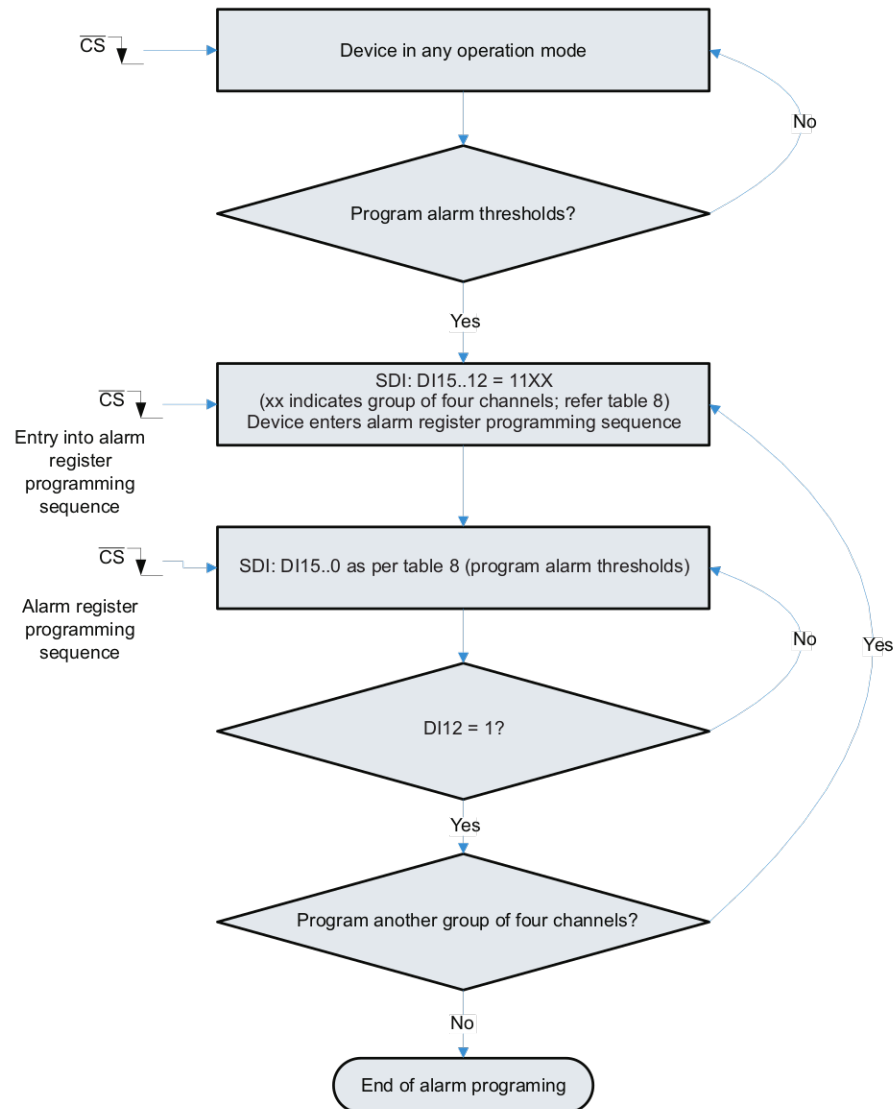 CS
Device in any operation mode
No
Program alarm thresholds?
Yes
SDI: DI15..12 = 11XX
(xx indicates group of four channels; refer table 8)
Device enters alarm register programming sequence
CS
Entry into alarm
register
programming
sequence
CS
SDI: DI15..0 as per table 8 (program alarm thresholds)
Alarm register
programming
sequence
No
Yes
DI12 = 1?
Yes
Program another group of four channels?
No
End of alarm programing